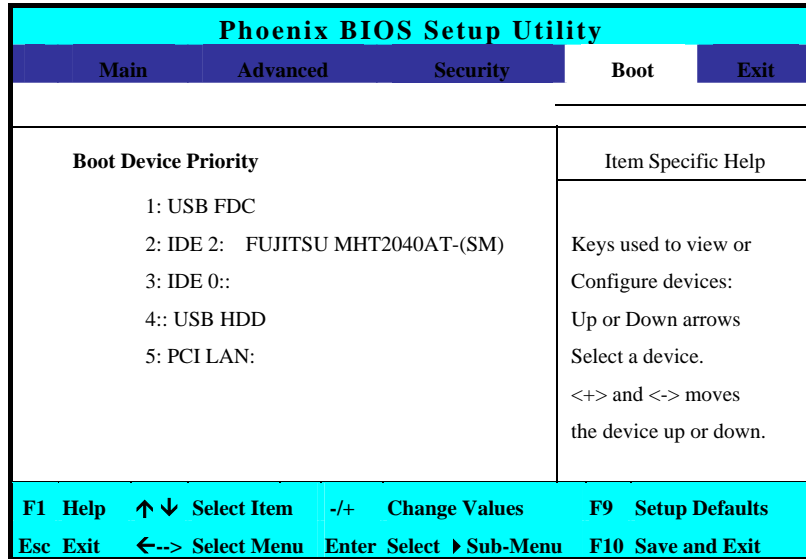 Phoenix BIOS Setup Utility
Main Advanced Security Boot Exit
Boot Device Priority
Item Specific Help
1: USB FDC
2: IDE 2: FUJITSU MHT2040AT-(SM)
3: IDE 0::
4:: USB HDD
5: PCI LAN:
Keys used to view or
Configure devices:
Up or Down arrows
Select a device.
<+> and <-> moves
the device up or down.
F1 Help ↑↓ Select Item -/+ Change Values F9 Setup Defaults
Esc Exit ←--> Select Menu Enter Select ▶ Sub-Menu F10 Save and Exit